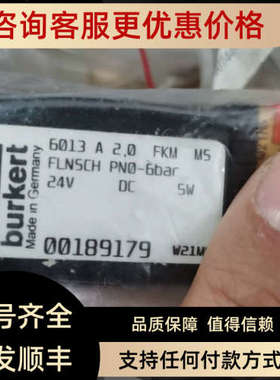 咨询客服更优惠价格
burkert
Made in Germany
6013 A 2,0 FKM MS
FLNSCH PN0-6bar
24V DC 5W
00189179
W21M
号齐全
品质保障 值得信赖
发顺丰
支持任何付款方式